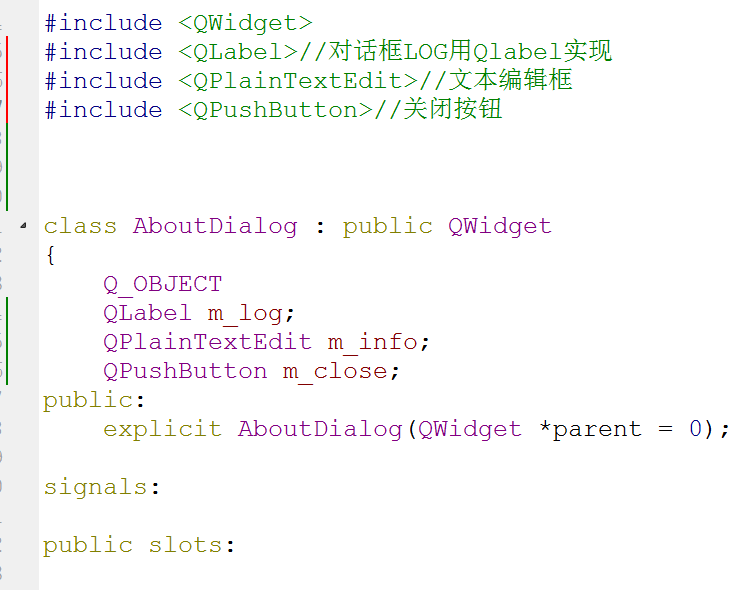 #include <QWidget>
#include <QLabel>//对话框LOG用Qlabel实现
#include <QPlainTextEdit>//文本编辑框
#include <QPushButton>//关闭按钮
class AboutDialog : public QWidget
{
    Q_OBJECT
    QLabel m_log;
    QPlainTextEdit m_info;
    QPushButton m_close;
public:
    explicit AboutDialog(QWidget *parent = 0);
signals:
public slots: